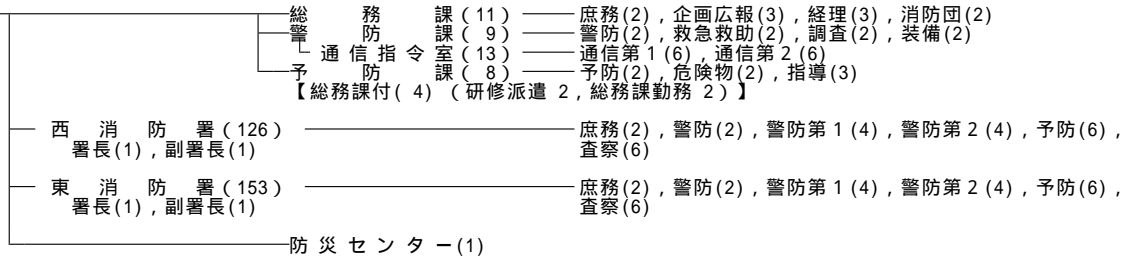 総務課(11) 庶務(2)，企画広報(3)，経理(3)，消防団(2)
警防課( 9) 警防(2)，救急救助(2)，調査(2)，装備(2)
通信指令室(13) 通信第1(6)，通信第2(6)
予防課( 8) 予防(2)，危険物(2)，指導(3)
【総務課付( 4) (研修派遣 2，総務課勤務 2)】
西消防署(126) 庶務(2)，警防(2)，警防第1(4)，警防第2(4)，予防(6)，
署長(1)，副署長(1) 査察(6)
東消防署(153) 庶務(2)，警防(2)，警防第1(4)，警防第2(4)，予防(6)，
署長(1)，副署長(1) 査察(6)
防災センター(1)